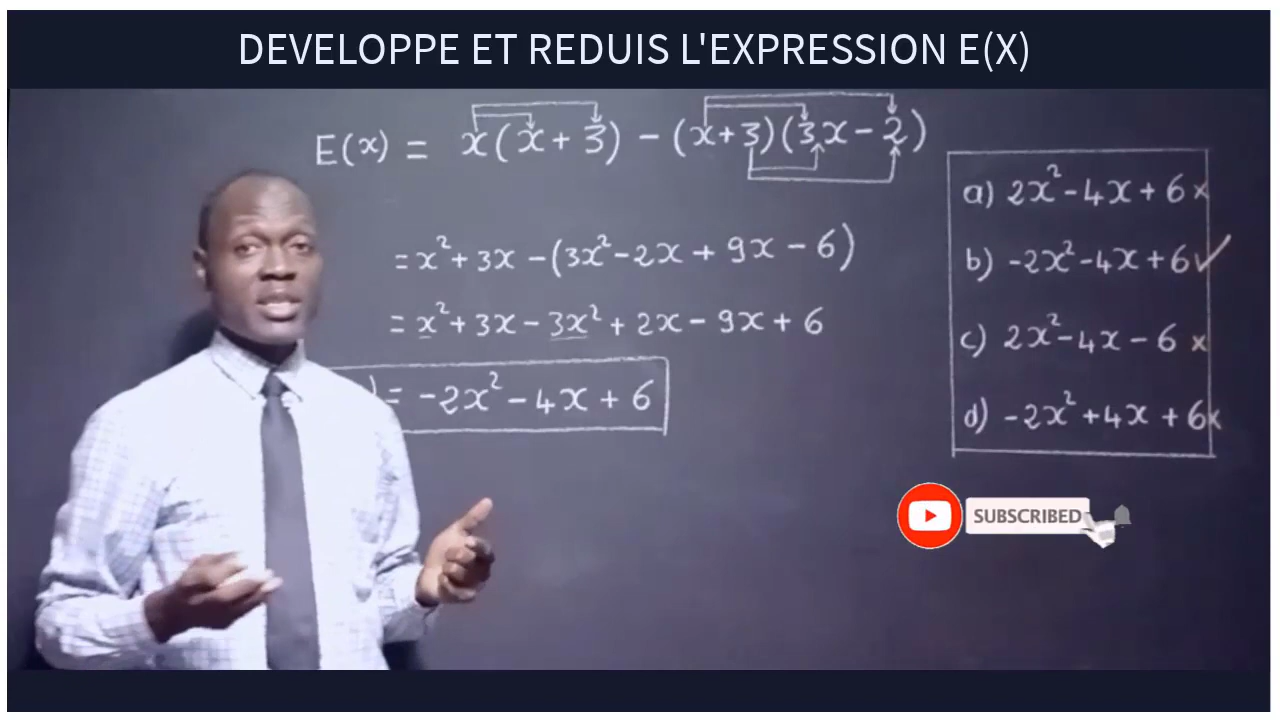 DEVELOPPE ET REDUIS L'EXPRESSION E(X)
E(x) = x(x+3) - (x+3)(3x-2)
= x² + 3x - (3x² - 2x + 9x - 6)
= x² + 3x - 3x² + 2x - 9x + 6
) = -2x² - 4x + 6
a) 2x² - 4x + 6 x
b) -2x² - 4x + 6 ✓
c) 2x² - 4x - 6 x
d) -2x² + 4x + 6 x
SUBSCRIBED